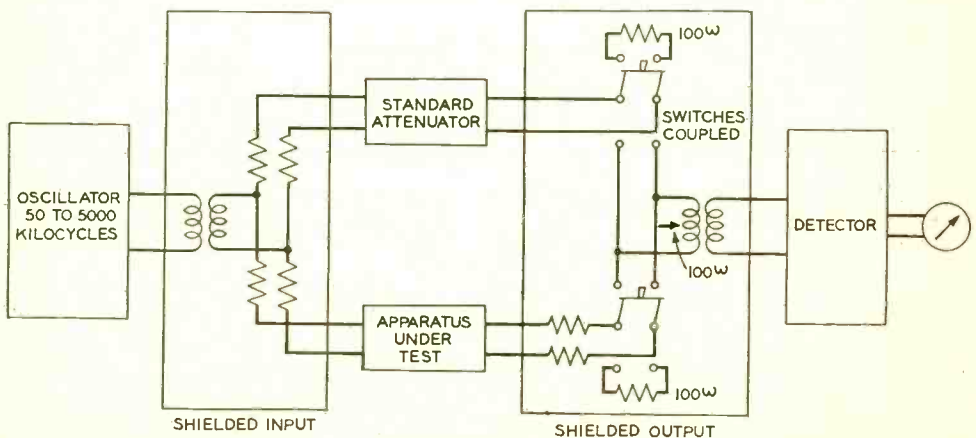 100ω
STANDARD
ATTENUATOR
SWITCHES
COUPLED
OSCILLATOR
50 TO 5000
KILOCYCLES
DETECTOR
100ω
APPARATUS
UNDER
TEST
100ω
SHIELDED INPUT
SHIELDED OUTPUT